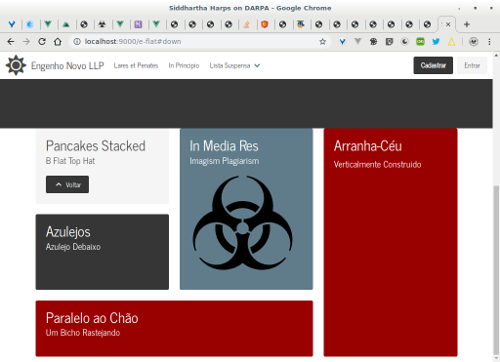 Siddhartha Harps on DARPA - Google Chrome
localhost:9000/e-flat#down
Engenho Novo LLP
Lares et Penates
In Principio
Lista Suspensa
Cadastrar
Entrar
Pancakes Stacked
B Flat Top Hat
Voltar
In Media Res
Imagism Plagiarism
Arranha-Céu
Verticalmente Construido
Azulejos
Azulejo Debaixo
Paralelo ao Chão
Um Bicho Rastejando